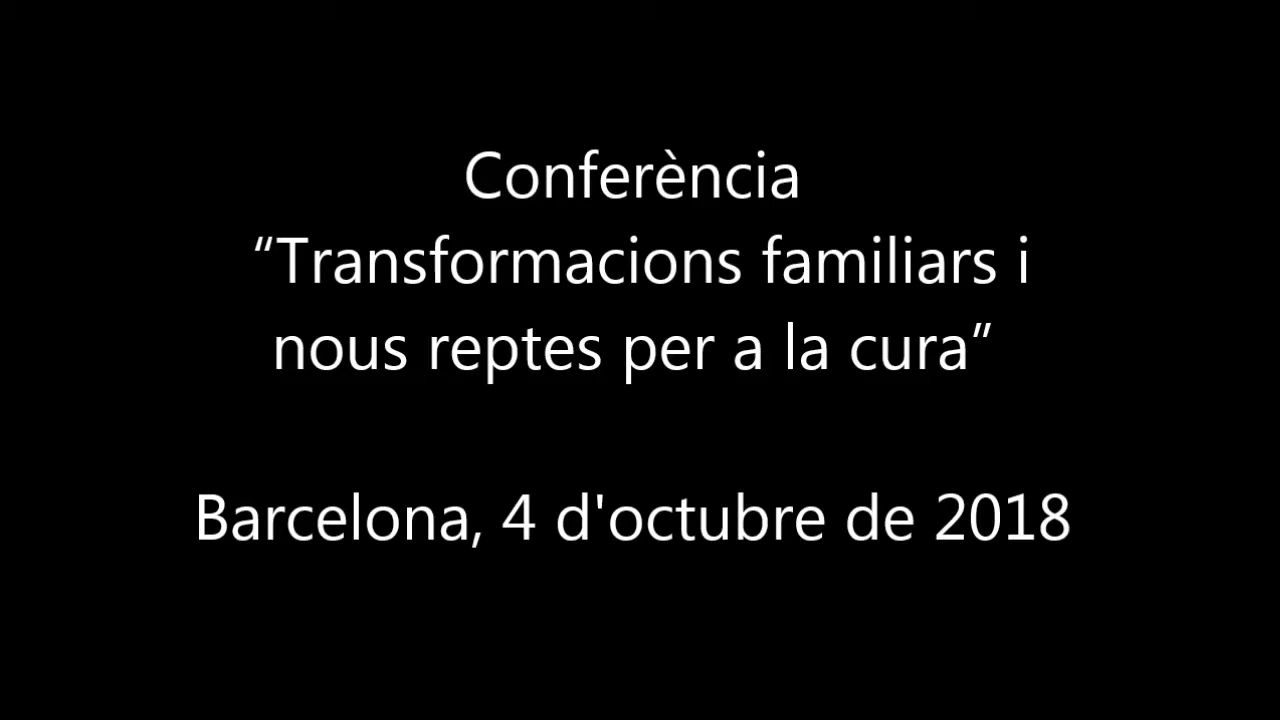 Conferència
“Transformacions familiars i
nous reptes per a la cura”
Barcelona, 4 d'octubre de 2018